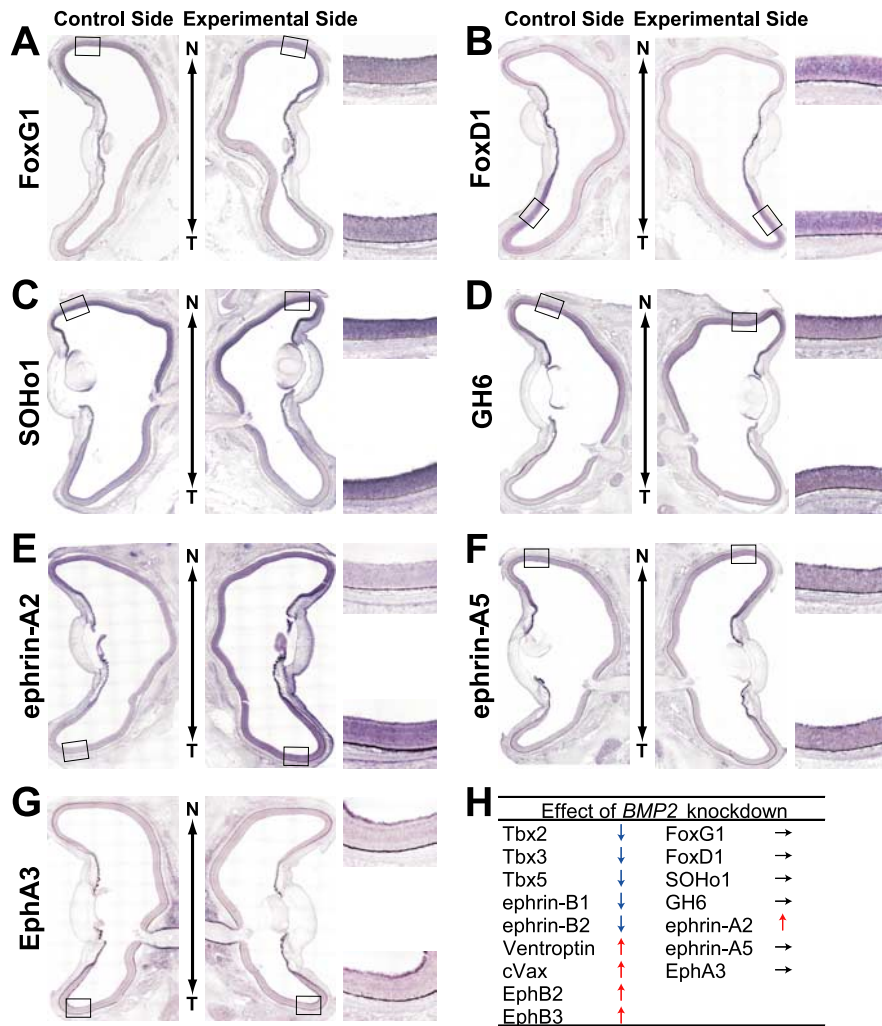 Control Side Experimental Side Control Side Experimental Side
A
FoxG1
N
T
B
FoxD1
N
T
C
SOHo1
N
T
D
GH6
N
T
E
ephrin-A2
N
T
F
ephrin-A5
N
T
G
EphA3
N
T
H
Effect of BMP2 knockdown
Tbx2 ↓ FoxG1 →
Tbx3 ↓ FoxD1 →
Tbx5 ↓ SOHo1 →
ephrin-B1 ↓ GH6 →
ephrin-B2 ↓ ephrin-A2 ↑
Ventroptin ↑ ephrin-A5 →
cVax ↑ EphA3 →
EphB2 ↑
EphB3 ↑